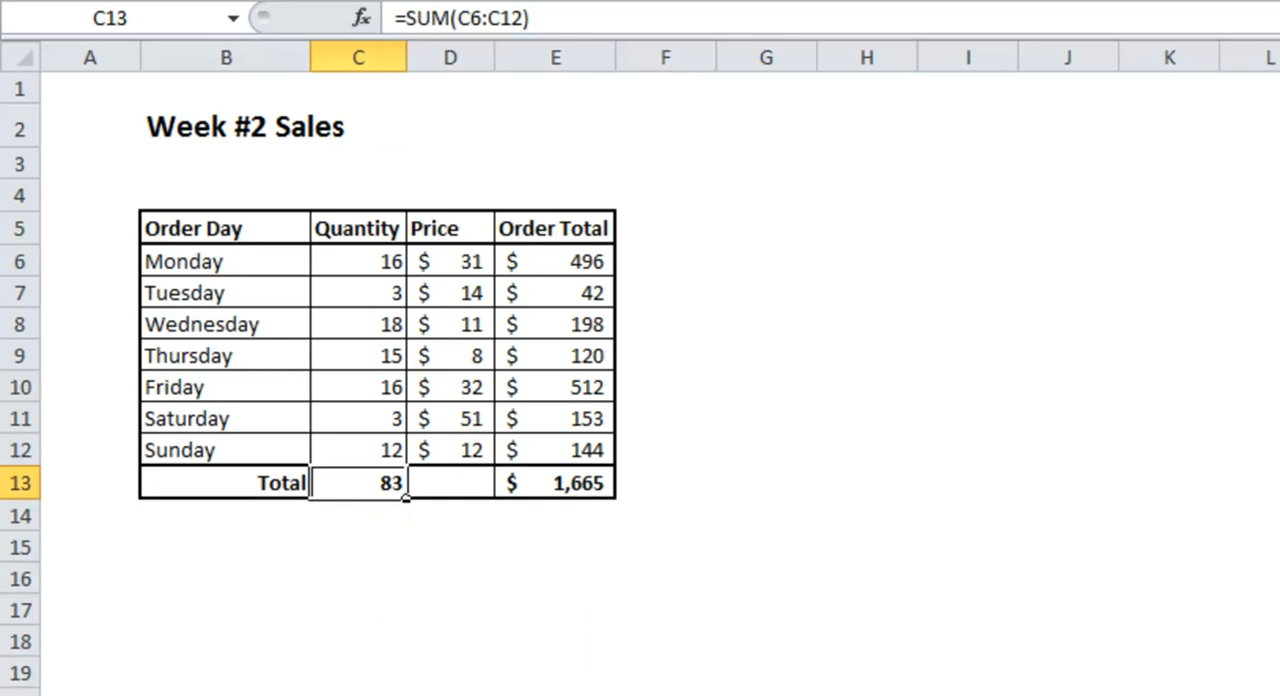 C13 fx =SUM(C6:C12)
A B C D E F G H I J K L
1
2 Week #2 Sales
3
4
5 Order Day Quantity Price Order Total
6 Monday 16 $ 31 $ 496
7 Tuesday 3 $ 14 $ 42
8 Wednesday 18 $ 11 $ 198
9 Thursday 15 $ 8 $ 120
10 Friday 16 $ 32 $ 512
11 Saturday 3 $ 51 $ 153
12 Sunday 12 $ 12 $ 144
13 Total 83 $ 1,665
14
15
16
17
18
19